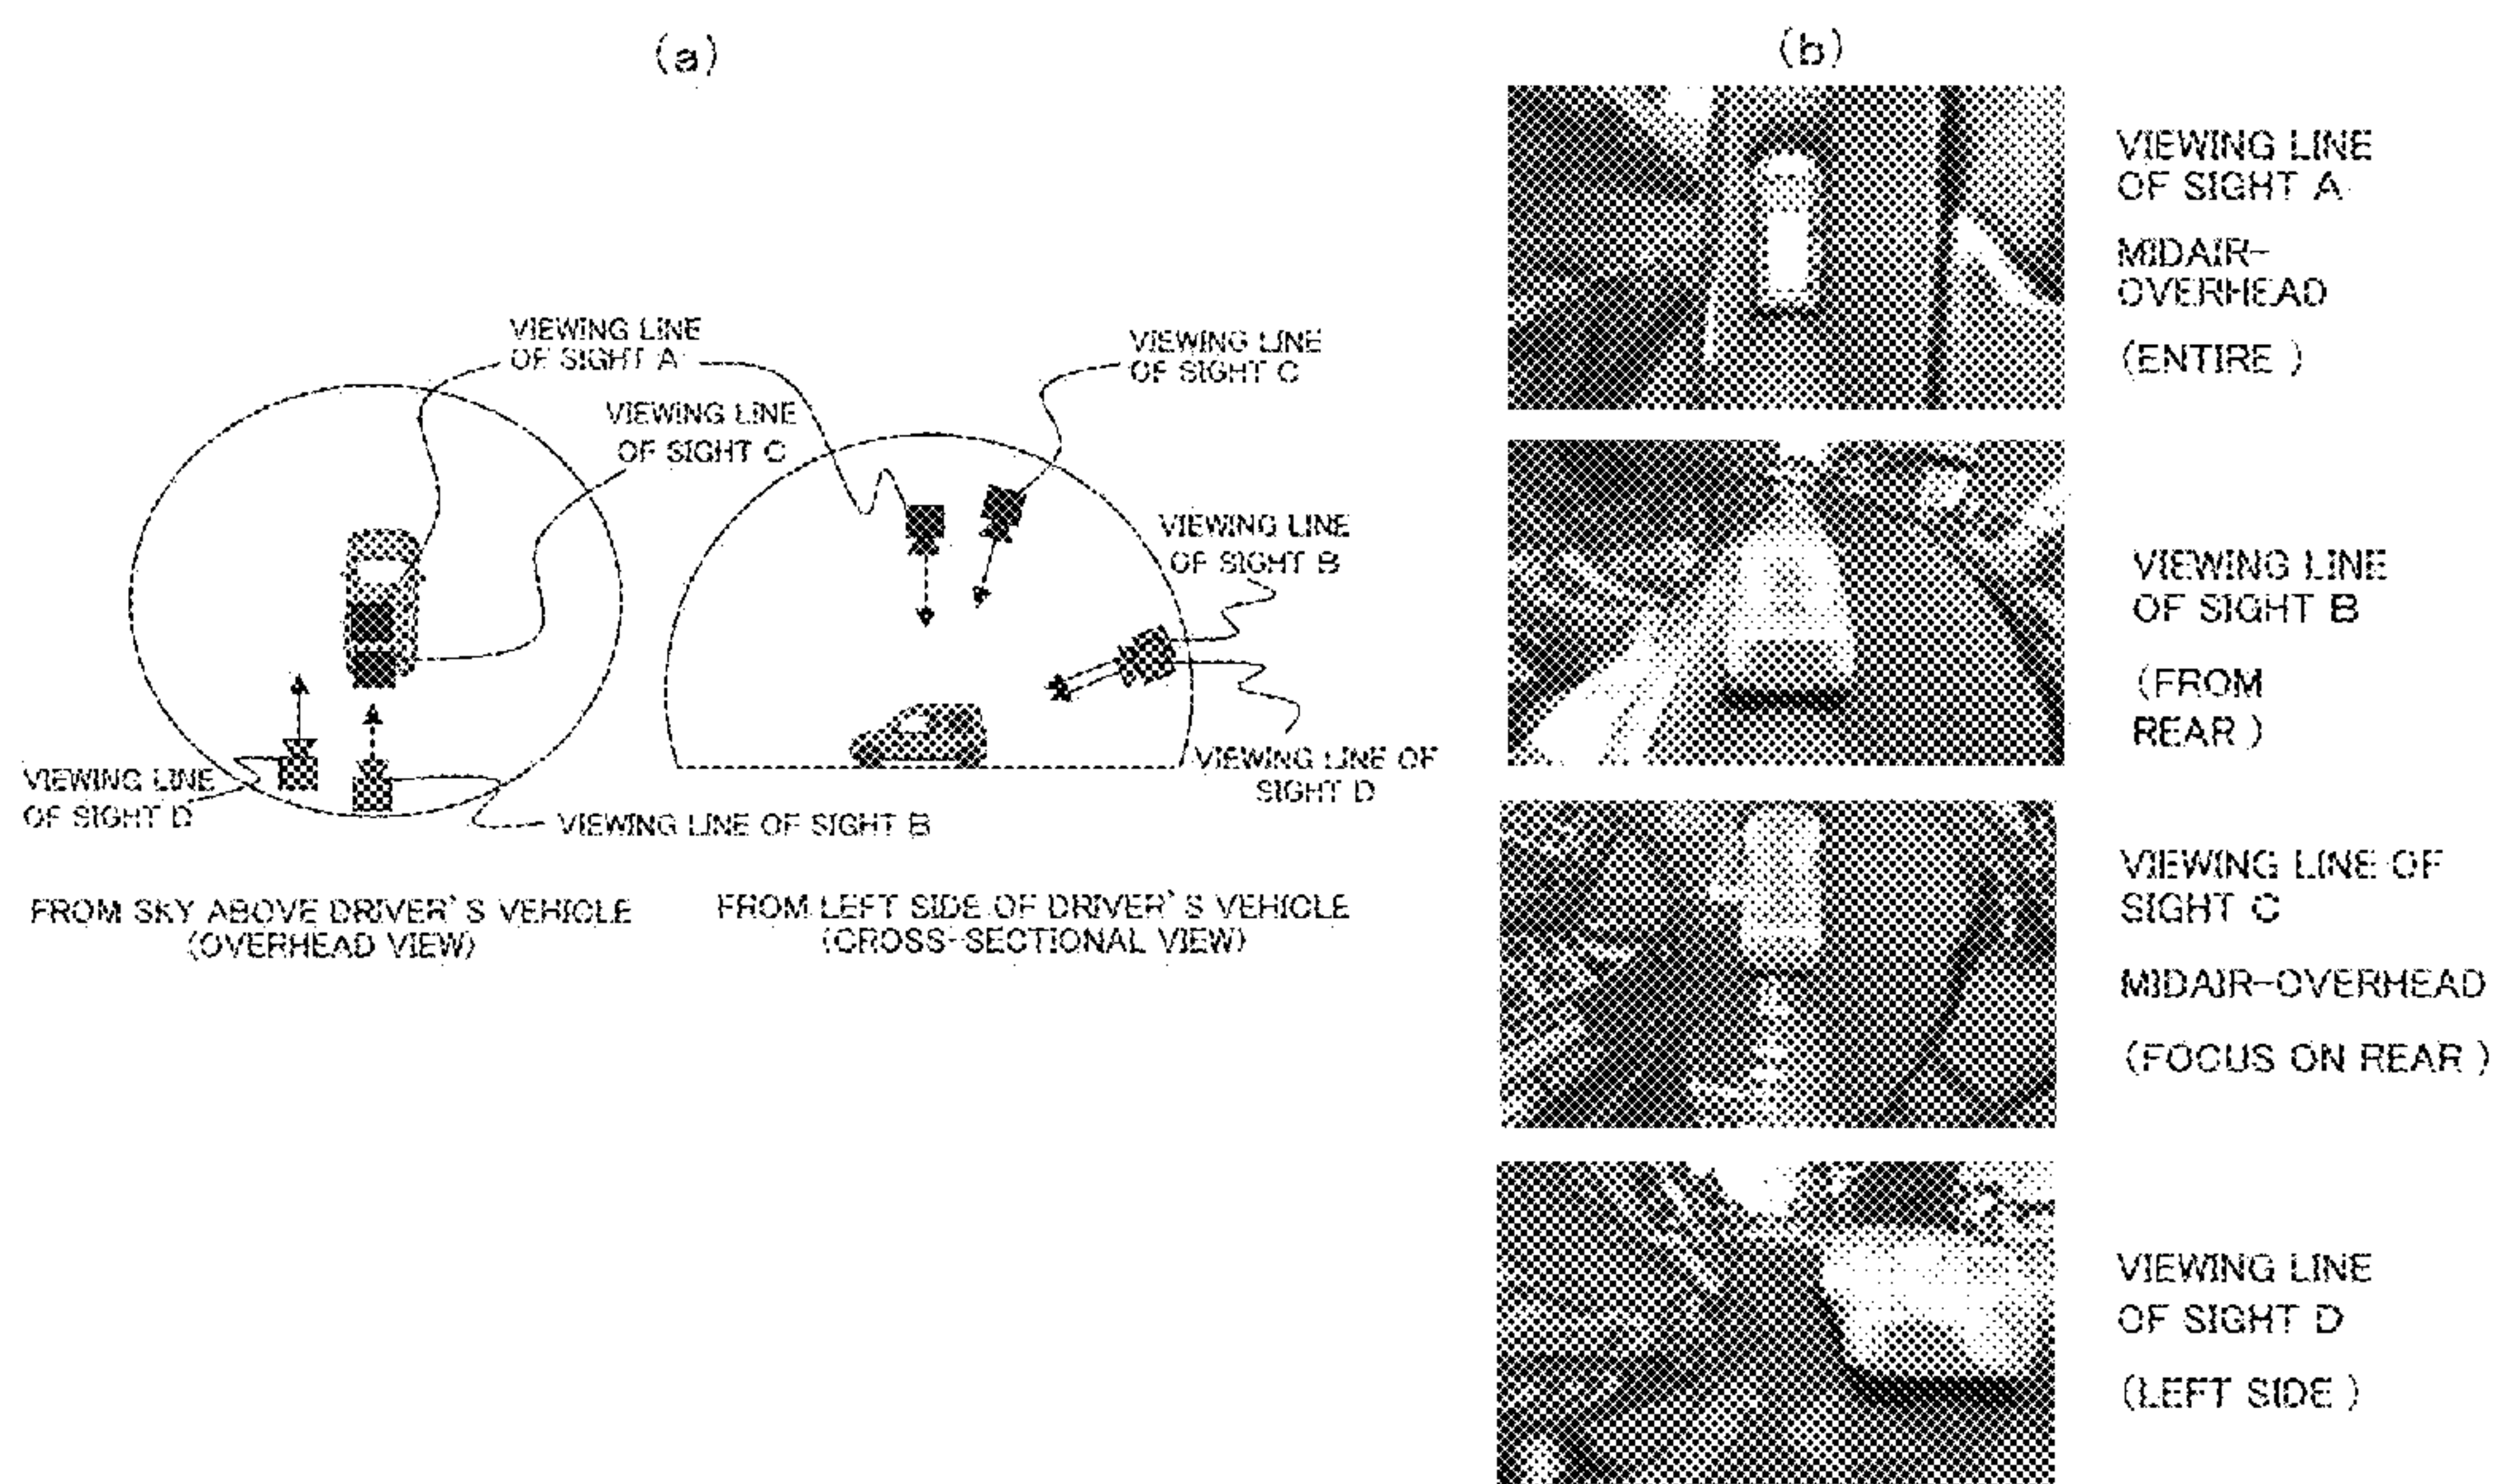 (a)
VIEWING LINE
OF SIGHT A
VIEWING LINE
OF SIGHT C
VIEWING LINE
OF SIGHT C
VIEWING LINE
OF SIGHT B
VIEWING LINE
OF SIGHT D
VIEWING LINE OF SIGHT B
VIEWING LINE OF
SIGHT D
FROM SKY ABOVE DRIVER'S VEHICLE
(OVERHEAD VIEW)
FROM LEFT SIDE OF DRIVER'S VEHICLE
(CROSS-SECTIONAL VIEW)
(b)
VIEWING LINE
OF SIGHT A
MIDAIR-
OVERHEAD
(ENTIRE )
VIEWING LINE
OF SIGHT B
(FROM
REAR )
VIEWING LINE OF
SIGHT C
MIDAIR-OVERHEAD
(FOCUS ON REAR )
VIEWING LINE
OF SIGHT D
(LEFT SIDE )